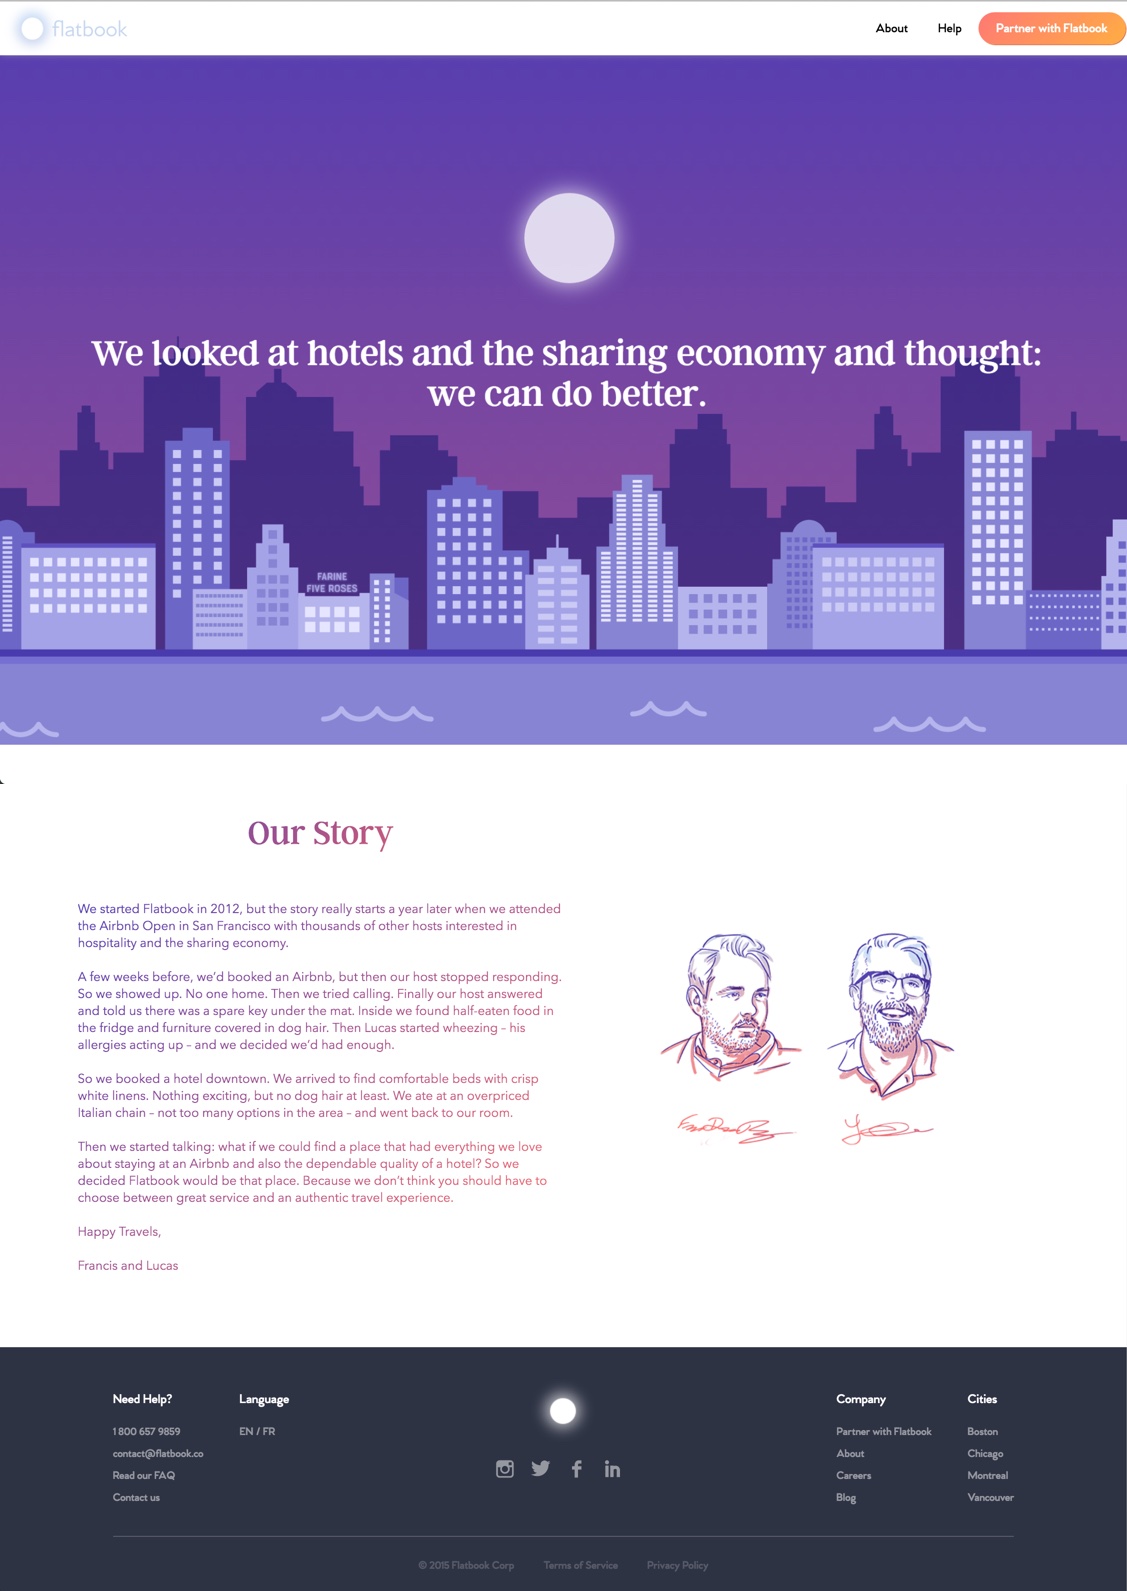 flatbook
About Help Partner with Flatbook
We looked at hotels and the sharing economy and thought:
we can do better.
FARINE
FIVE ROSES
Our Story
We started Flatbook in 2012, but the story really starts a year later when we attended
the Airbnb Open in San Francisco with thousands of other hosts interested in
hospitality and the sharing economy.
A few weeks before, we’d booked an Airbnb, but then our host stopped responding.
So we showed up. No one home. Then we tried calling. Finally our host answered
and told us there was a spare key under the mat. Inside we found half-eaten food in
the fridge and furniture covered in dog hair. Then Lucas started wheezing – his
allergies acting up – and we decided we’d had enough.
So we booked a hotel downtown. We arrived to find comfortable beds with crisp
white linens. Nothing exciting, but no dog hair at least. We ate at an overpriced
Italian chain – not too many options in the area – and went back to our room.
Then we started talking: what if we could find a place that had everything we love
about staying at an Airbnb and also the dependable quality of a hotel? So we
decided Flatbook would be that place. Because we don’t think you should have to
choose between great service and an authentic travel experience.
Happy Travels,
Francis and Lucas
Need Help?
1 800 657 9859
contact@flatbook.co
Read our FAQ
Contact us
Language
EN / FR
Company
Partner with Flatbook
About
Careers
Blog
Cities
Boston
Chicago
Montreal
Vancouver
© 2015 Flatbook Corp Terms of Service Privacy Policy